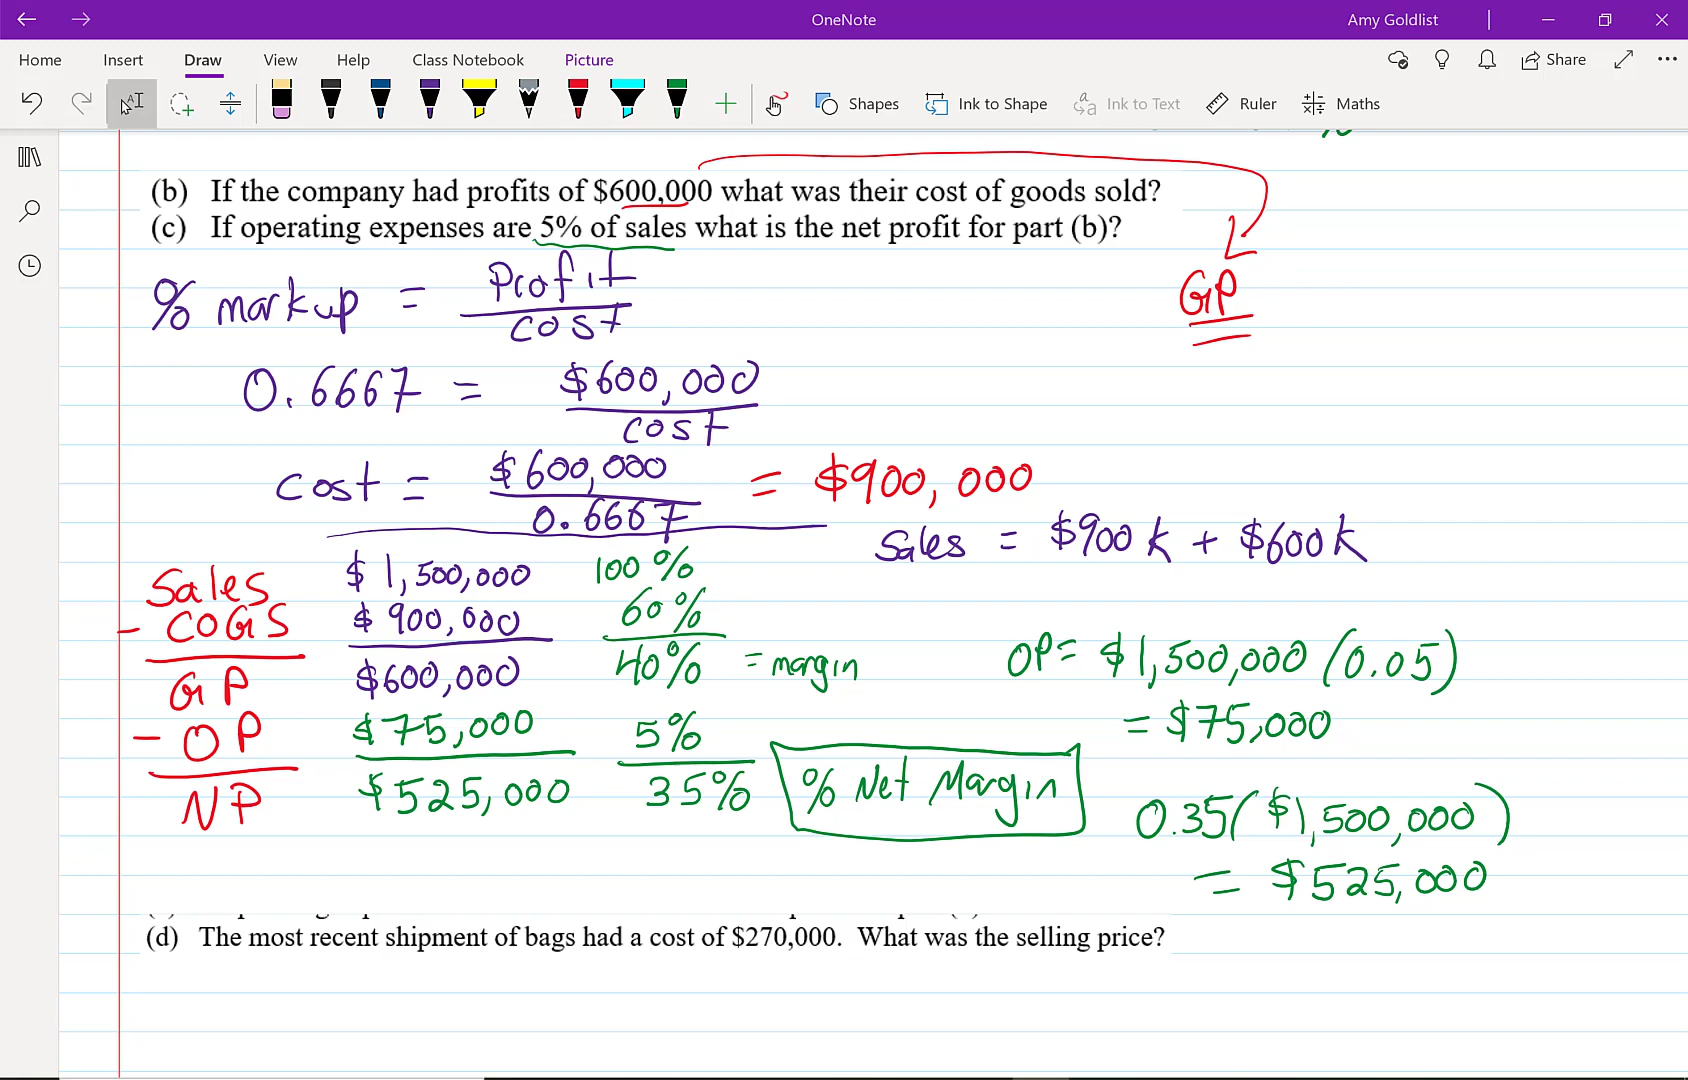 OneNote
Amy Goldlist
Home Insert Draw View Help Class Notebook Picture Share
Shapes Ink to Shape Ink to Text Ruler Maths
(b) If the company had profits of $600,000 what was their cost of goods sold?
(c) If operating expenses are 5% of sales what is the net profit for part (b)?
GP
% markup = Profit / cost
0.6667 = $600,000 / cost
cost = $600,000 / 0.6667 = $900,000
Sales = $900k + $600k
Sales $1,500,000 100%
- COGS $900,000 60%
GP $600,000 40% = margin
- OP $75,000 5%
NP $525,000 35% % Net Margin
OP = $1,500,000 (0.05)
= $75,000
0.35($1,500,000)
= $525,000
(d) The most recent shipment of bags had a cost of $270,000. What was the selling price?